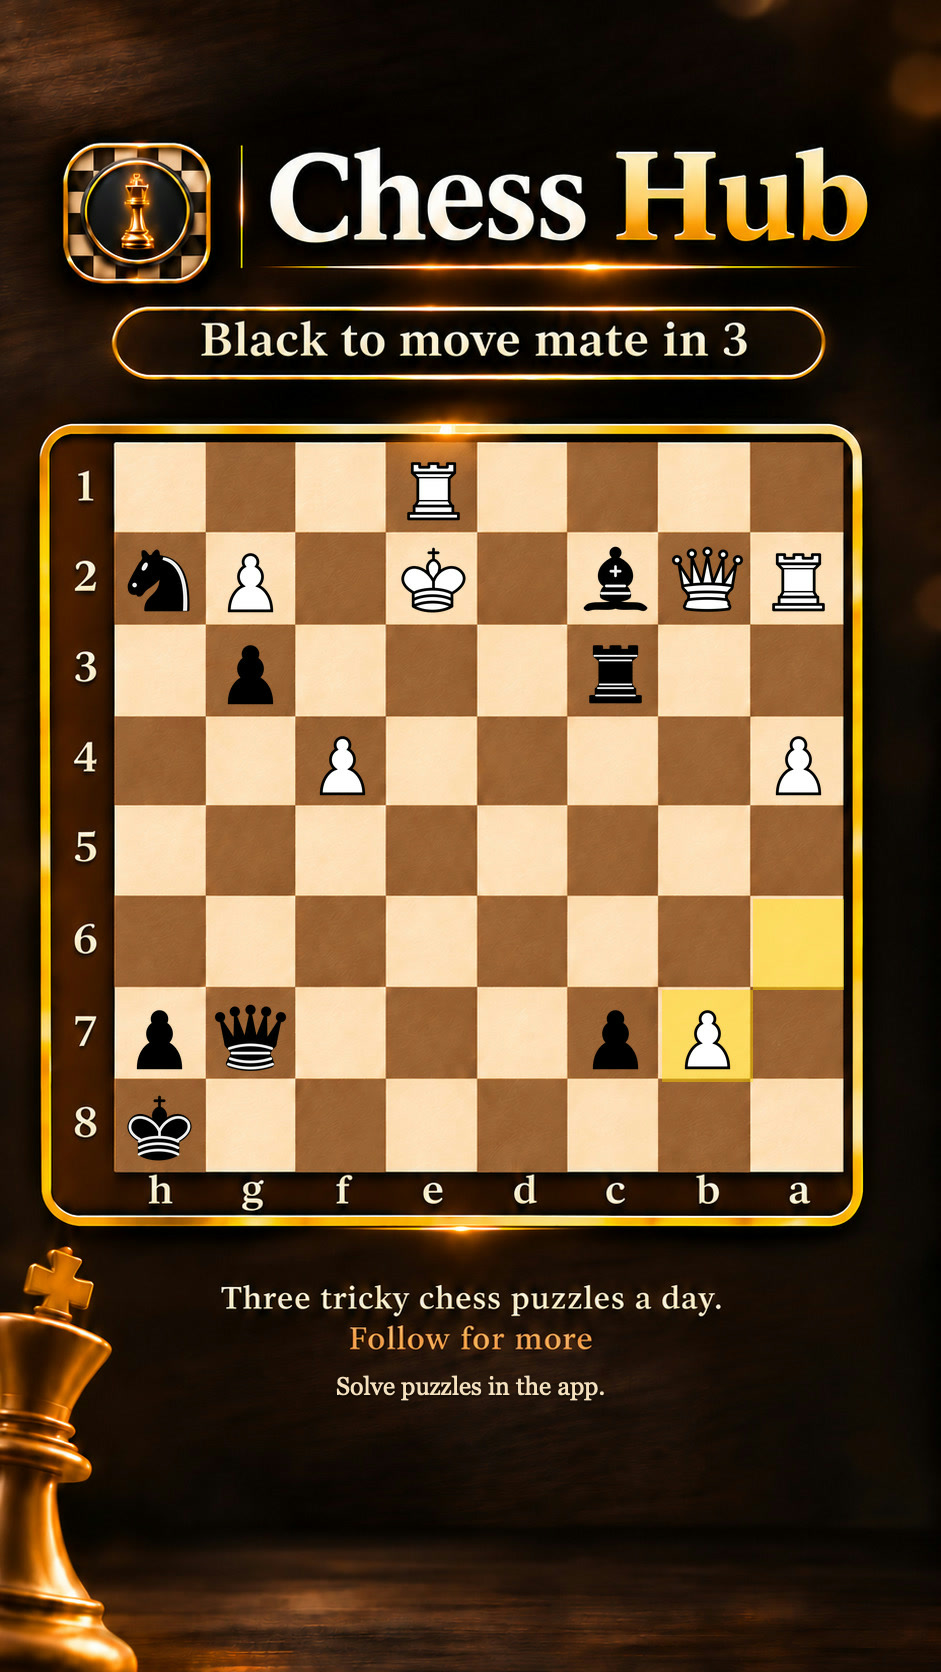 Chess Hub
Black to move mate in 3
1
2
3
4
5
6
7
8
h g f e d c b a
Three tricky chess puzzles a day.
Follow for more
Solve puzzles in the app.